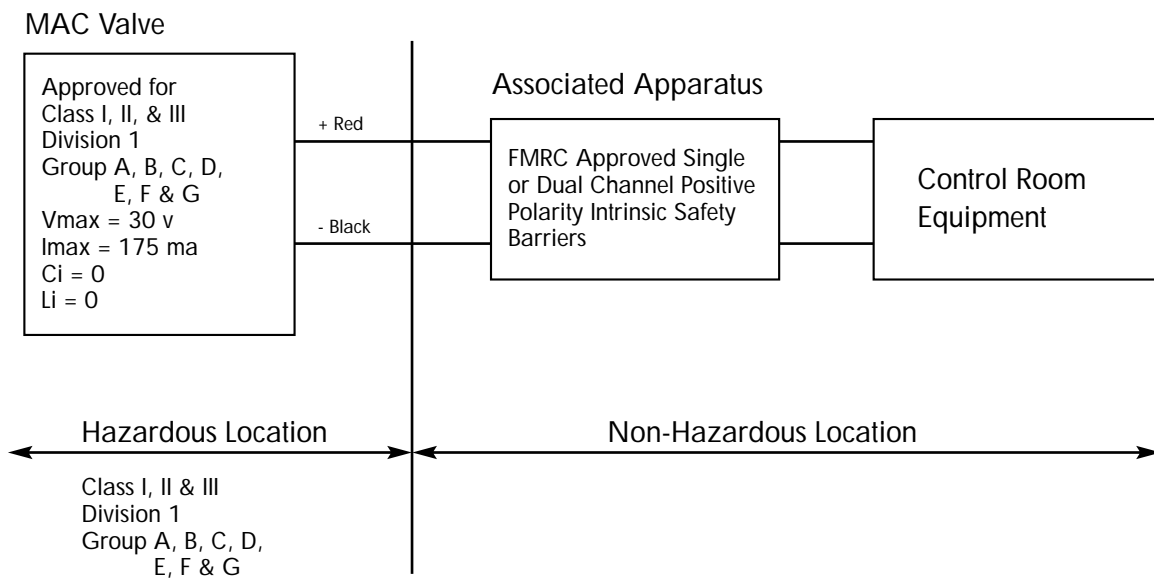 MAC Valve
Approved for
Class I, II, & III
Division 1
Group A, B, C, D,
E, F & G
Vmax = 30 v
Imax = 175 ma
Ci = 0
Li = 0
+ Red
- Black
Associated Apparatus
FMRC Approved Single
or Dual Channel Positive
Polarity Intrinsic Safety
Barriers
Control Room
Equipment
Hazardous Location
Non-Hazardous Location
Class I, II & III
Division 1
Group A, B, C, D,
E, F & G